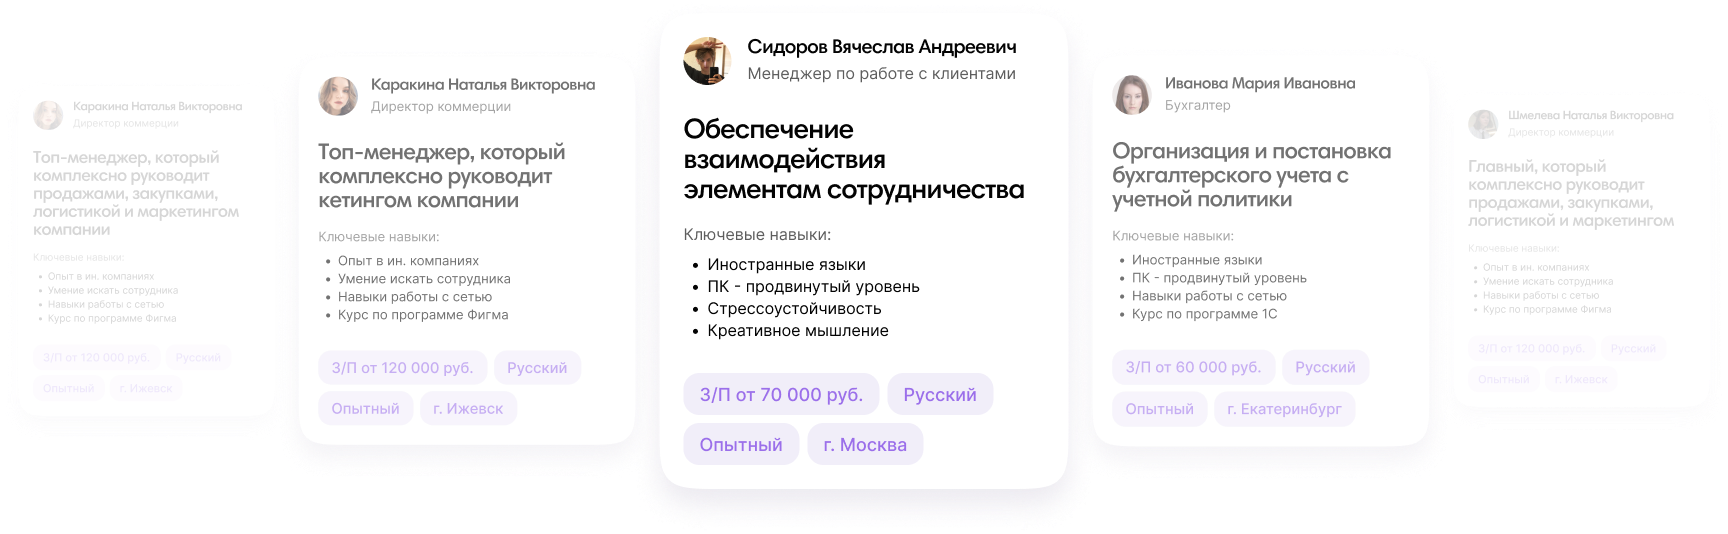 Каракина Наталья Викторовна
Директор коммерции
Топ-менеджер, который
комплексно руководит
продажами, закупками,
логистикой и маркетингом
компании
Ключевые навыки:
• Опыт в ин. компаниях
• Умение искать сотрудника
• Навыки работы с сетью
• Курс по программе Фигма
З/П от 120 000 руб.
Русский
Опытный
г. Ижевск
Каракина Наталья Викторовна
Директор коммерции
Топ-менеджер, который
комплексно руководит
кетингом компании
Ключевые навыки:
• Опыт в ин. компаниях
• Умение искать сотрудника
• Навыки работы с сетью
• Курс по программе Фигма
З/П от 120 000 руб.
Русский
Опытный
г. Ижевск
Сидоров Вячеслав Андреевич
Менеджер по работе с клиентами
Обеспечение
взаимодействия
элементам сотрудничества
Ключевые навыки:
• Иностранные языки
• ПК - продвинутый уровень
• Стрессоустойчивость
• Креативное мышление
З/П от 70 000 руб.
Русский
Опытный
г. Москва
Иванова Мария Ивановна
Бухгалтер
Организация и постановка
бухгалтерского учета с
учетной политики
Ключевые навыки:
• Иностранные языки
• ПК - продвинутый уровень
• Навыки работы с сетью
• Курс по программе 1С
З/П от 60 000 руб.
Русский
Опытный
г. Екатеринбург
Шмелева Наталья Викторовна
Директор коммерции
Главный, который
комплексно руководит
продажами, закупками,
логистикой и маркетингом
Ключевые навыки:
• Опыт в ин. компаниях
• Умение искать сотрудника
• Навыки работы с сетью
• Курс по программе Фигма
З/П от 120 000 руб.
Русский
Опытный
г. Ижевск